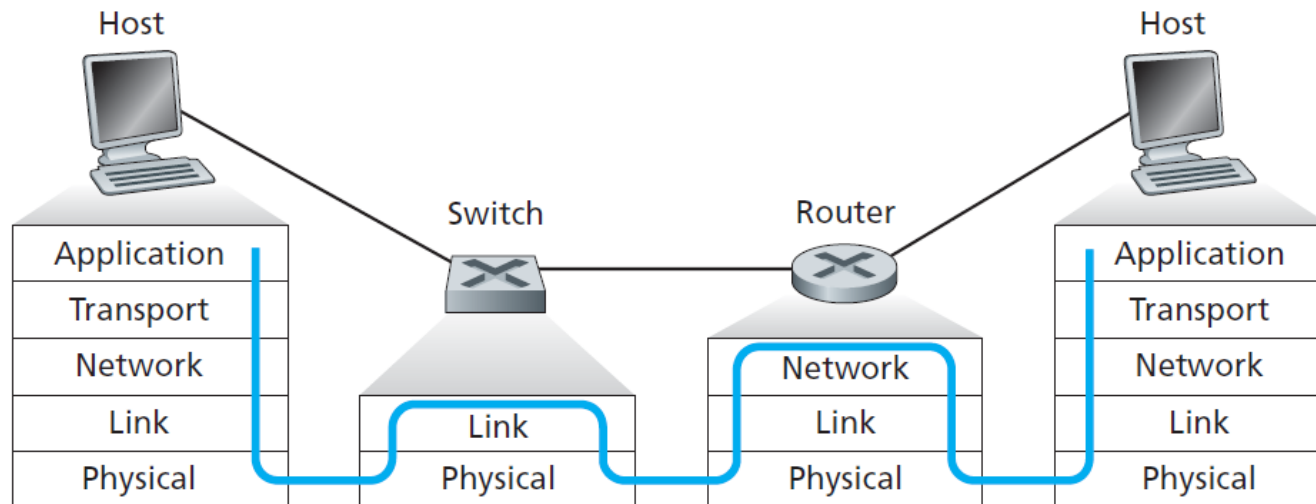 Host
Host
Switch
Router
Application
Transport
Network
Link
Physical
Link
Physical
Network
Link
Physical
Application
Transport
Network
Link
Physical